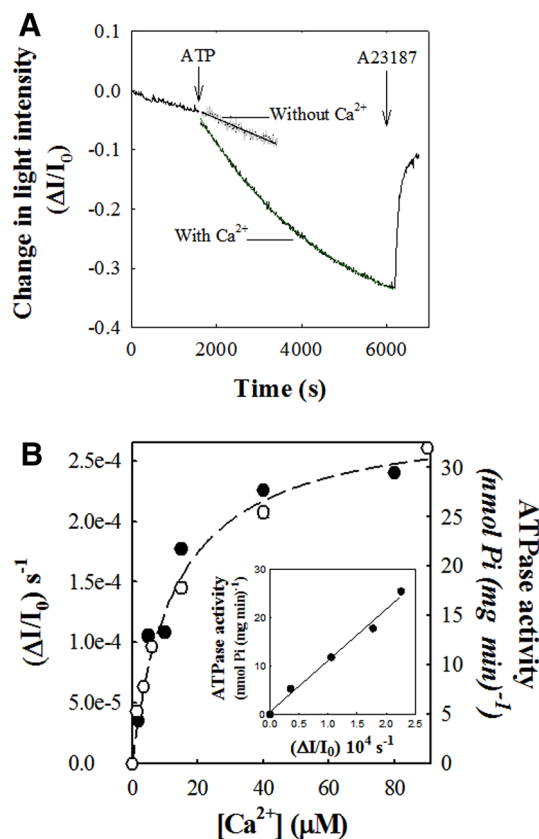 A
Change in light intensity
(ΔI/I0)
0.1
0.0
-0.1
-0.2
-0.3
-0.4
ATP
A23187
Without Ca2+
With Ca2+
0
2000
4000
6000
Time (s)
B
(ΔI/I0) s-1
2.5e-4
2.0e-4
1.5e-4
1.0e-4
5.0e-5
0.0
ATPase activity
(nmol Pi (mg min)-1
30
20
10
0
0.0
0.5
1.0
1.5
2.0
2.5
(ΔI/I0) 104 s-1
30
25
20
15
10
5
0
ATPase activity
(nmol Pi (mg min)-1
0
20
40
60
80
[Ca2+] (μM)